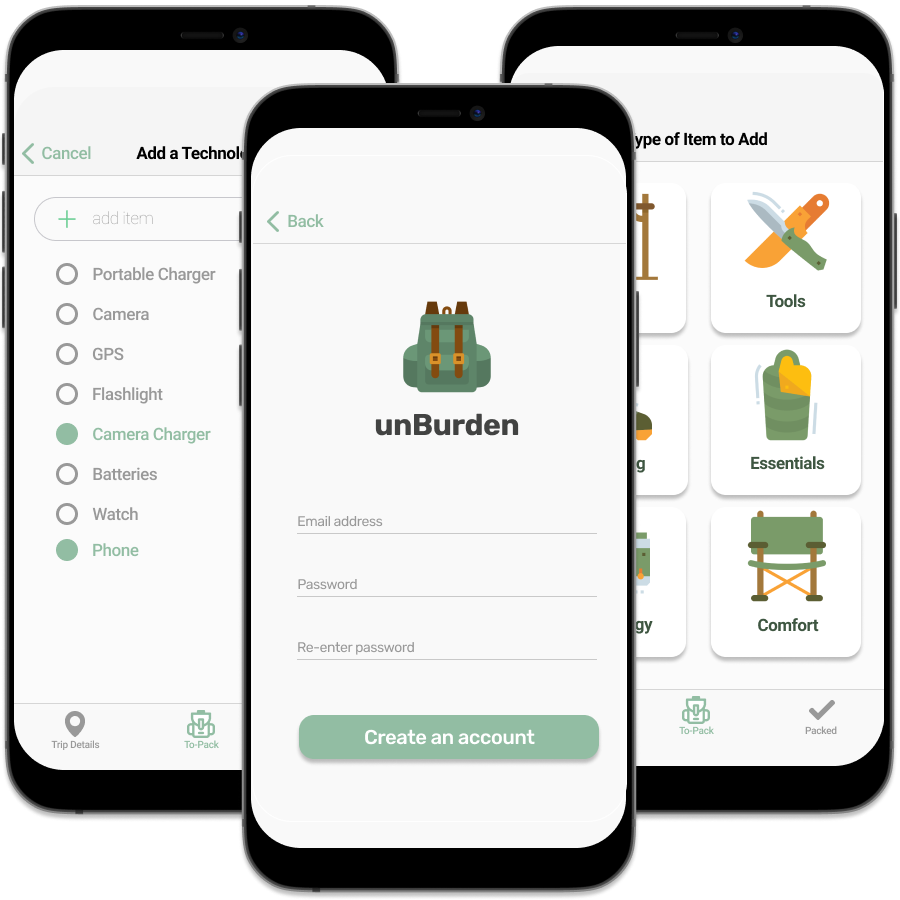 Cancel
Add a Technol
add item
Portable Charger
Camera
GPS
Flashlight
Camera Charger
Batteries
Watch
Phone
Trip Details
To-Pack
Back
unBurden
Email address
Password
Re-enter password
Create an account
ype of Item to Add
Tools
g
Essentials
gy
Comfort
To-Pack
Packed